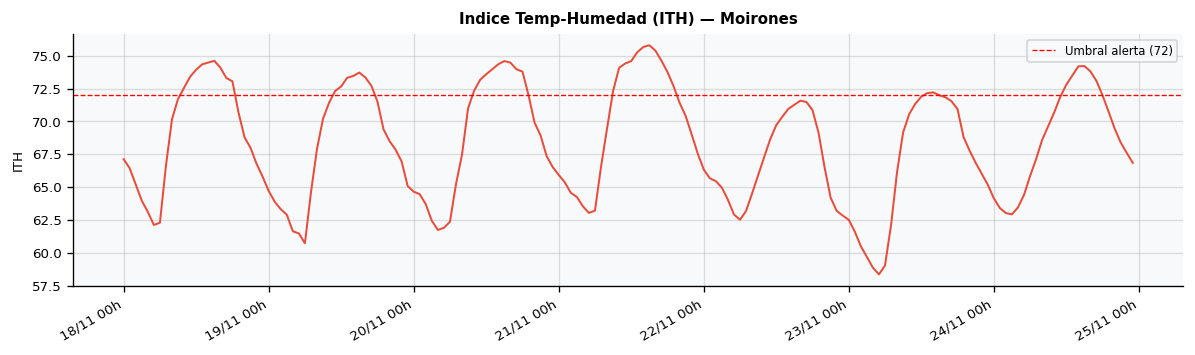 Indice Temp-Humedad (ITH) — Moirones
Umbral alerta (72)
ITH
75.0
72.5
70.0
67.5
65.0
62.5
60.0
57.5
18/11 00h
19/11 00h
20/11 00h
21/11 00h
22/11 00h
23/11 00h
24/11 00h
25/11 00h